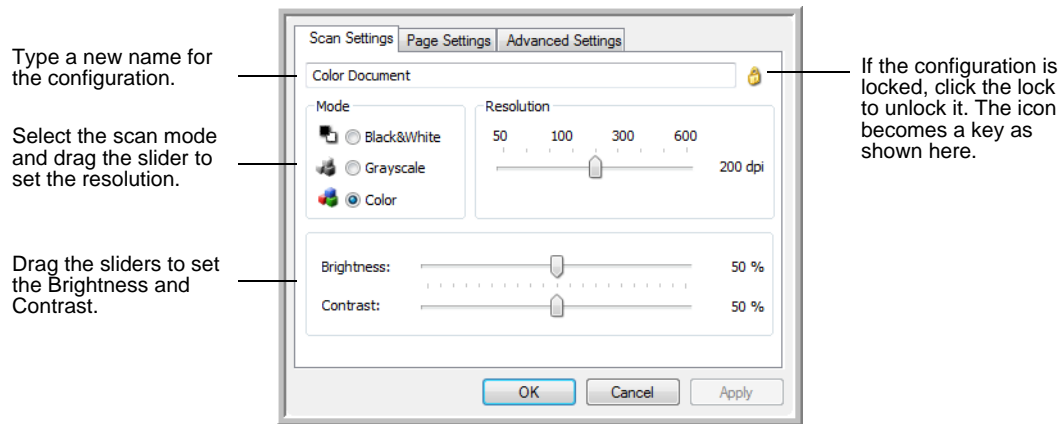 Type a new name for
the configuration.
Select the scan mode
and drag the slider to
set the resolution.
Drag the sliders to set
the Brightness and
Contrast.
Scan Settings Page Settings Advanced Settings
Color Document
Mode
Black&White
Grayscale
Color
Resolution
50 100 300 600
200 dpi
Brightness: 50 %
Contrast: 50 %
OK Cancel Apply
If the configuration is
locked, click the lock
to unlock it. The icon
becomes a key as
shown here.